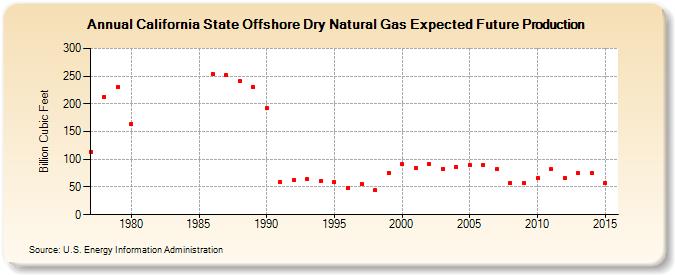 Annual California State Offshore Dry Natural Gas Expected Future Production
Billion Cubic Feet
300
250
200
150
100
50
0
1980 1985 1990 1995 2000 2005 2010 2015
Source: U.S. Energy Information Administration